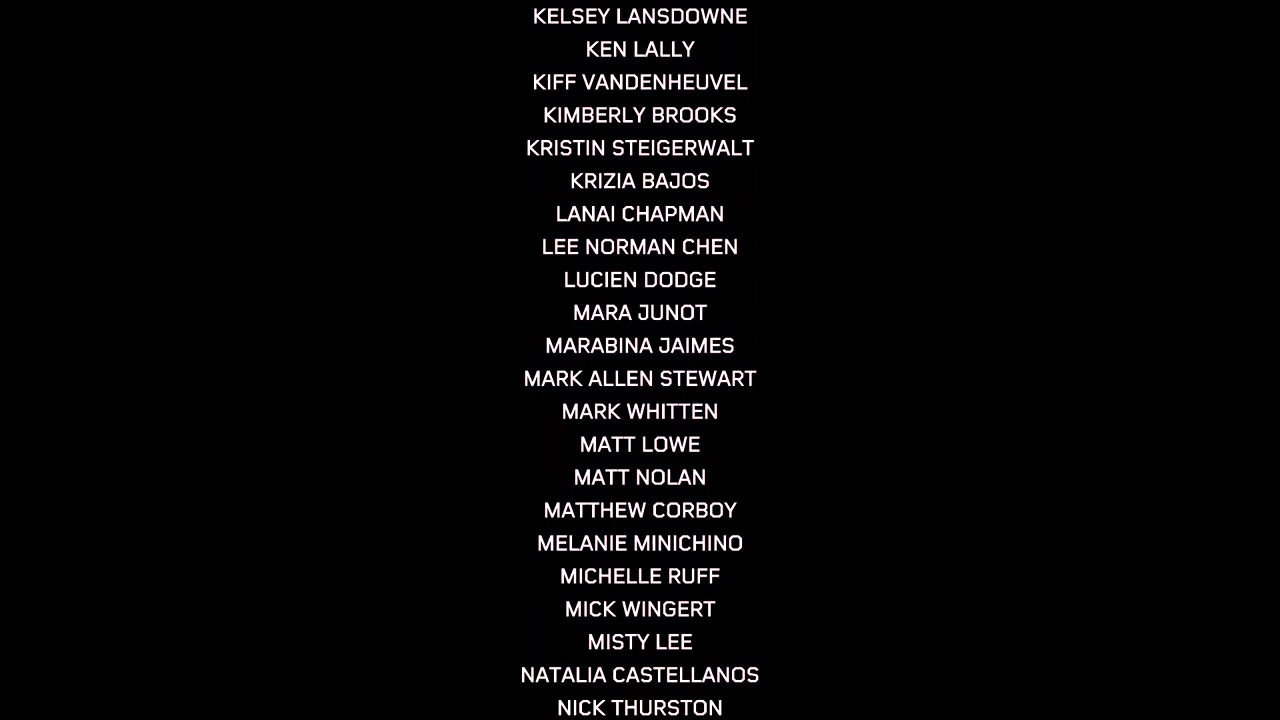 KELSEY LANSDOWNE
KEN LALLY
KIFF VANDENHEUVEL
KIMBERLY BROOKS
KRISTIN STEIGERWALT
KRIZIA BAJOS
LANAI CHAPMAN
LEE NORMAN CHEN
LUCIEN DODGE
MARA JUNOT
MARABINA JAIMES
MARK ALLEN STEWART
MARK WHITTEN
MATT LOWE
MATT NOLAN
MATTHEW CORBOY
MELANIE MINICHINO
MICHELLE RUFF
MICK WINGERT
MISTY LEE
NATALIA CASTELLANOS
NICK THURSTON